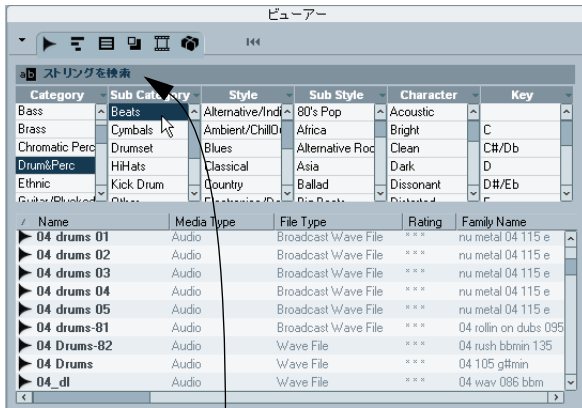 ビューアー
ab ストリングを検索
Category Sub Category Style Sub Style Character Key
Bass Beats Alternative/Indi 80's Pop Acoustic
Brass Cymbals Ambient/ChillO Africa Bright C
Chromatic Perc Drumset Blues Alternative Roc Clean C#/Db
Drum&Perc HiHats Classical Asia Dark D
Ethnic Kick Drum Country Ballad Dissonant D#/Eb
Name Media Type File Type Rating Family Name
04 drums 01 Audio Broadcast Wave File *** nu metal 04 115 e
04 drums 02 Audio Broadcast Wave File *** nu metal 04 115 e
04 drums 03 Audio Broadcast Wave File *** nu metal 04 115 e
04 drums 04 Audio Broadcast Wave File *** nu metal 04 115 e
04 drums 05 Audio Broadcast Wave File *** nu metal 04 115 e
04 drums-81 Audio Broadcast Wave File *** 04 rollin on dubs 095
04 Drums-82 Audio Wave File *** 04 rush bbmin 135
04 Drums Audio Wave File *** 04 105 g#min
04_dl Audio Wave File *** 04 wav 086 bbm